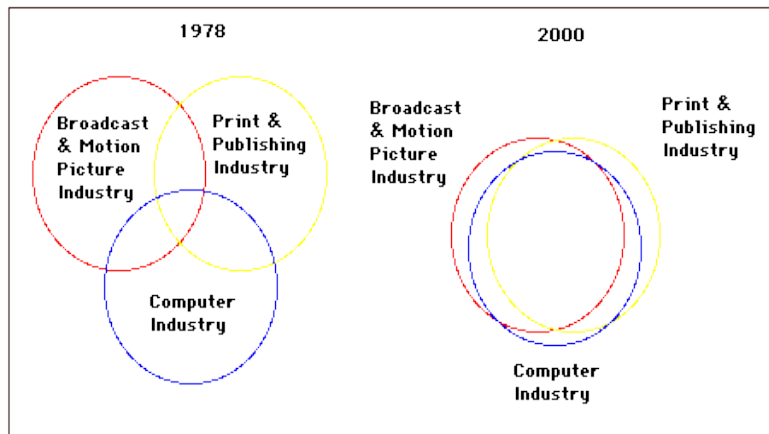 1978
Broadcast
& Motion
Picture
Industry
Print &
Publishing
Industry
Computer
Industry
2000
Broadcast
& Motion
Picture
Industry
Print &
Publishing
Industry
Computer
Industry